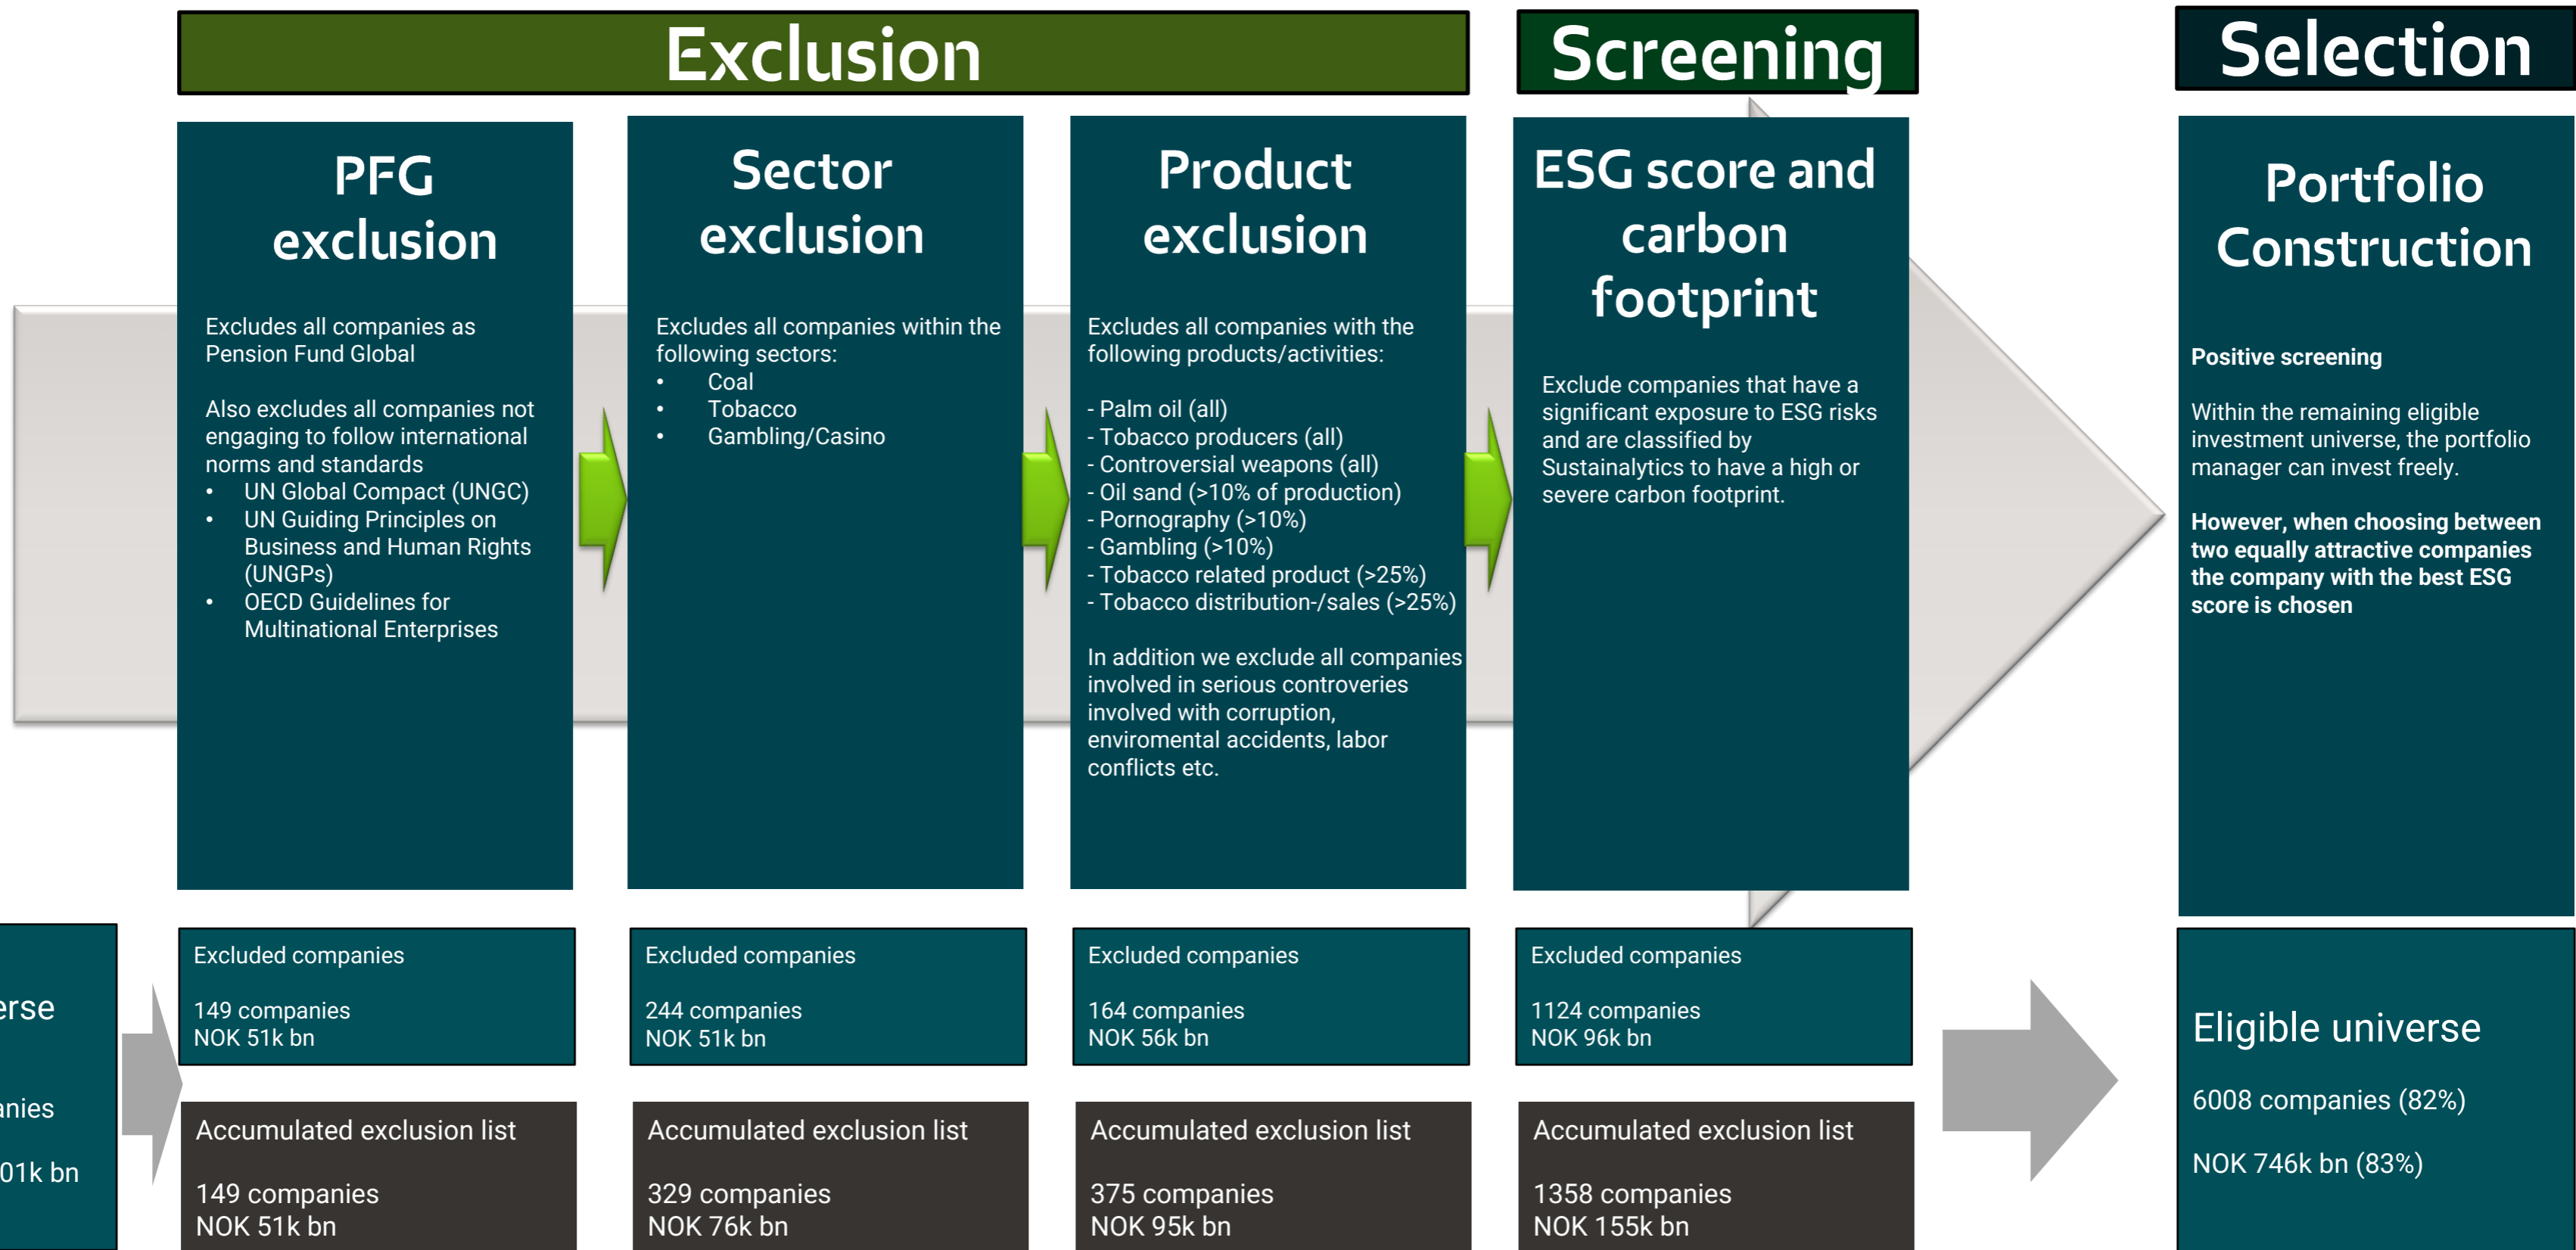 Exclusion
Screening
Selection
PFG
exclusion
Excludes all companies as
Pension Fund Global
Also excludes all companies not
engaging to follow international
norms and standards
• UN Global Compact (UNGC)
• UN Guiding Principles on
Business and Human Rights
(UNGPs)
• OECD Guidelines for
Multinational Enterprises
Sector
exclusion
Excludes all companies within the
following sectors:
• Coal
• Tobacco
• Gambling/Casino
Product
exclusion
Excludes all companies with the
following products/activities:
- Palm oil (all)
- Tobacco producers (all)
- Controversial weapons (all)
- Oil sand (>10% of production)
- Pornography (>10%)
- Gambling (>10%)
- Tobacco related product (>25%)
- Tobacco distribution-/sales (>25%)
In addition we exclude all companies
involved in serious controveries
involved with corruption,
enviromental accidents, labor
conflicts etc.
ESG score and
carbon
footprint
Exclude companies that have a
significant exposure to ESG risks
and are classified by
Sustainalytics to have a high or
severe carbon footprint.
Portfolio
Construction
Positive screening
Within the remaining eligible
investment universe, the portfolio
manager can invest freely.
However, when choosing between
two equally attractive companies
the company with the best ESG
score is chosen
erse
anies
01k bn
Excluded companies
149 companies
NOK 51k bn
Excluded companies
244 companies
NOK 51k bn
Excluded companies
164 companies
NOK 56k bn
Excluded companies
1124 companies
NOK 96k bn
Accumulated exclusion list
149 companies
NOK 51k bn
Accumulated exclusion list
329 companies
NOK 76k bn
Accumulated exclusion list
375 companies
NOK 95k bn
Accumulated exclusion list
1358 companies
NOK 155k bn
Eligible universe
6008 companies (82%)
NOK 746k bn (83%)